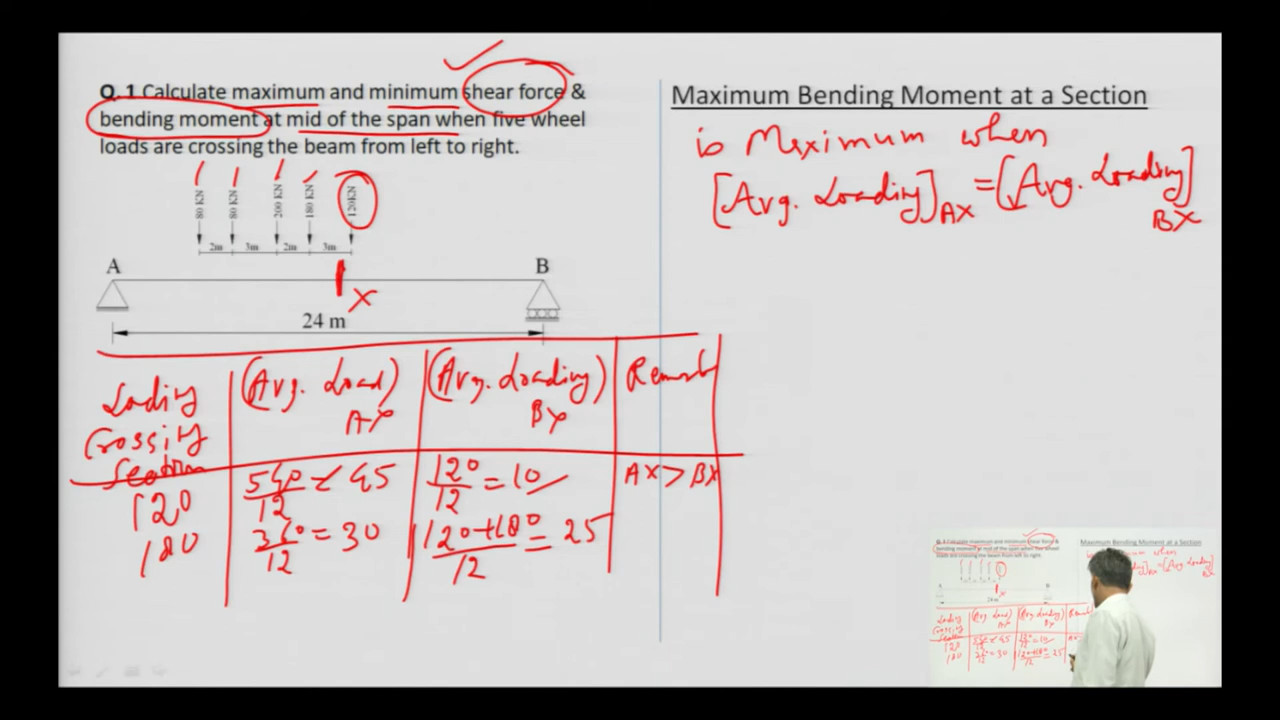 Q. 1 Calculate maximum and minimum shear force &
bending moment at mid of the span when five wheel
loads are crossing the beam from left to right.
80 KN
80 KN
200 KN
180 KN
120KN
2m 3m 2m 3m
A B
X
24 m
Loading Crossing Section (Avg. Load) AX (Avg. Loading) BX Remark
120 540/12 = 45 120/12 = 10 AX > BX
180 360/12 = 30 120+180/12 = 25
Maximum Bending Moment at a Section
is Maximum when
[Avg. Loading]AX = [Avg. Loading]BX